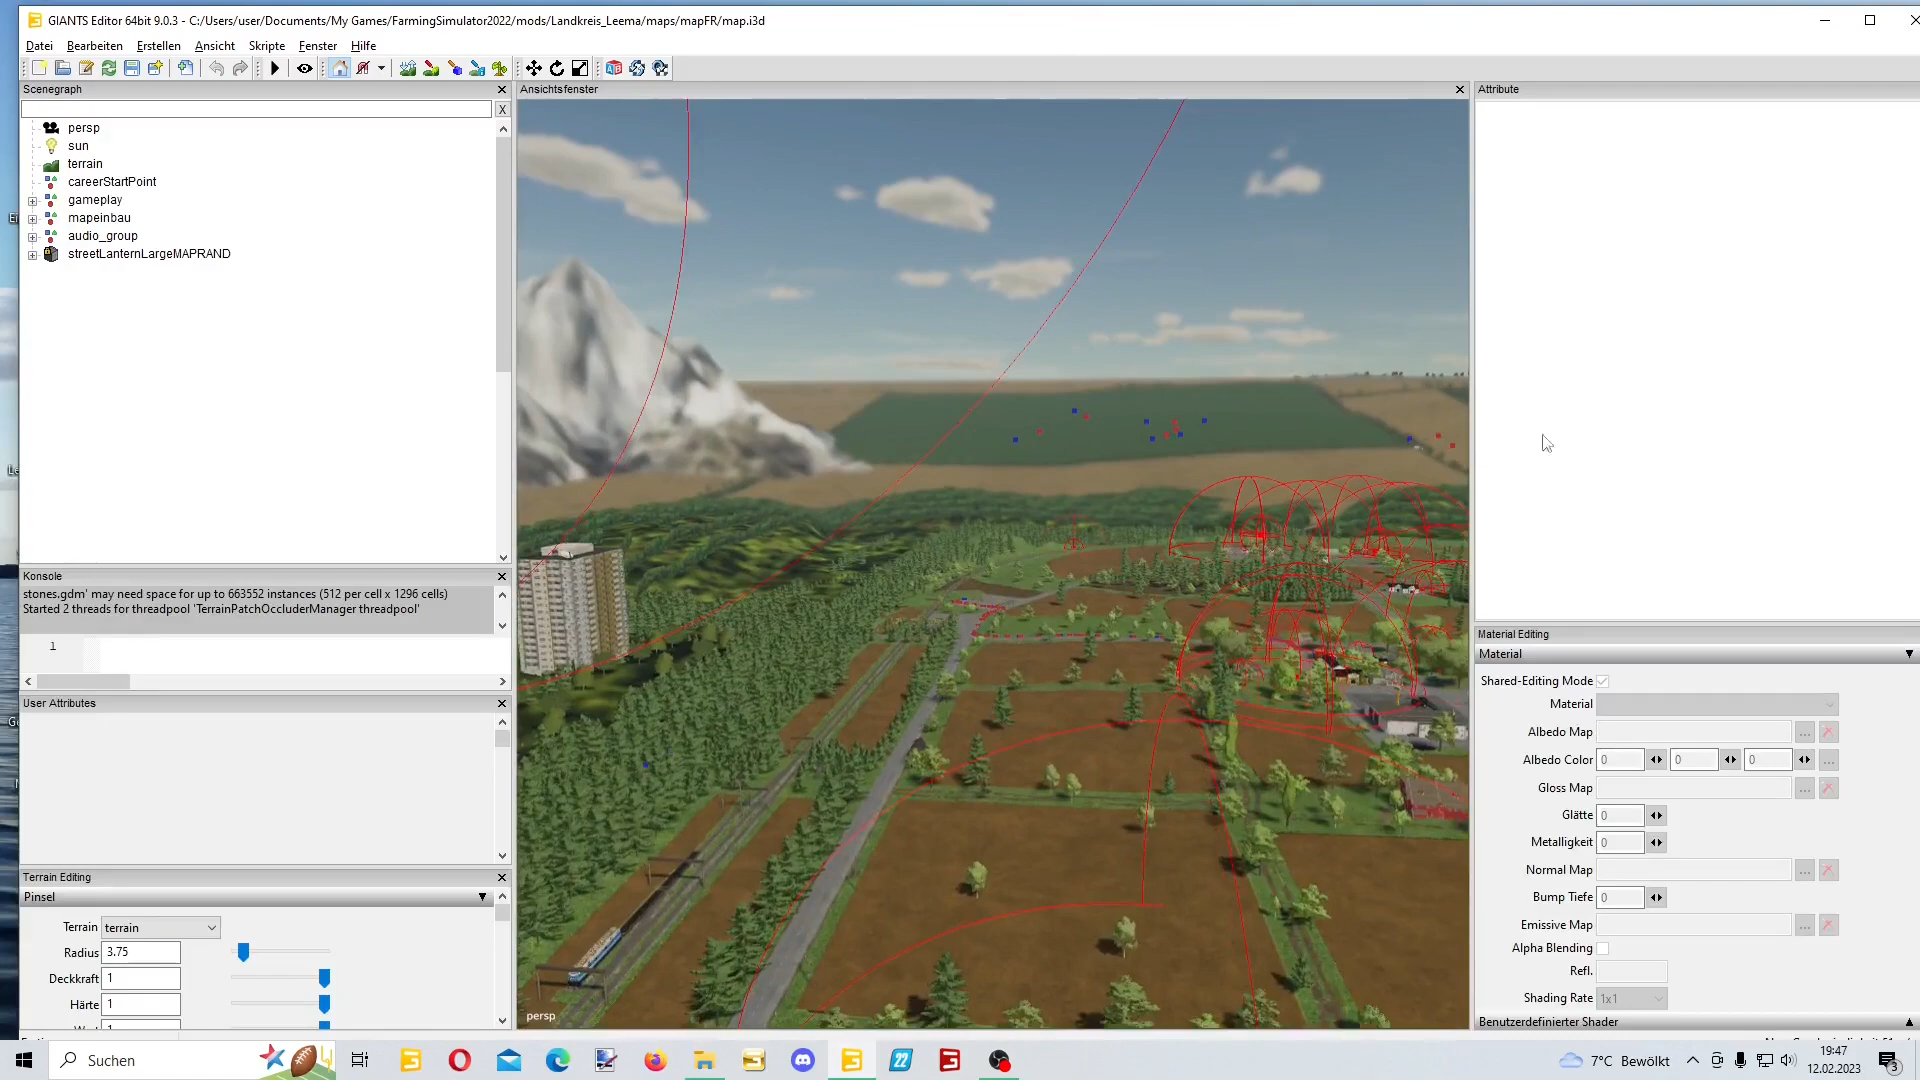 GIANTS Editor 64bit 9.0.3 - C:/Users/user/Documents/My Games/FarmingSimulator2022/mods/Landkreis_Leema/maps/mapFR/map.i3d
Datei Bearbeiten Erstellen Ansicht Skripte Fenster Hilfe
Scenegraph
X
persp
sun
terrain
careerStartPoint
gameplay
mapeinbau
audio_group
streetLanternLargeMAPRAND
Konsole
stones.gdm' may need space for up to 663552 instances (512 per cell x 1296 cells)
Started 2 threads for threadpool 'TerrainPatchOccluderManager threadpool'
1
User Attributes
Terrain Editing
Pinsel
Terrain terrain
Radius 3.75
Deckkraft 1
Härte 1
Ansichtsfenster
persp
Attribute
Material Editing
Material
Shared-Editing Mode
Material
Albedo Map ...
Albedo Color 0 0 0 ...
Gloss Map ...
Glätte 0
Metalligkeit 0
Normal Map ...
Bump Tiefe 0
Emissive Map ...
Alpha Blending
Refl.
Shading Rate 1x1
Benutzerdefinierter Shader
Suchen
22
7°C Bewölkt
19:47
12.02.2023
3